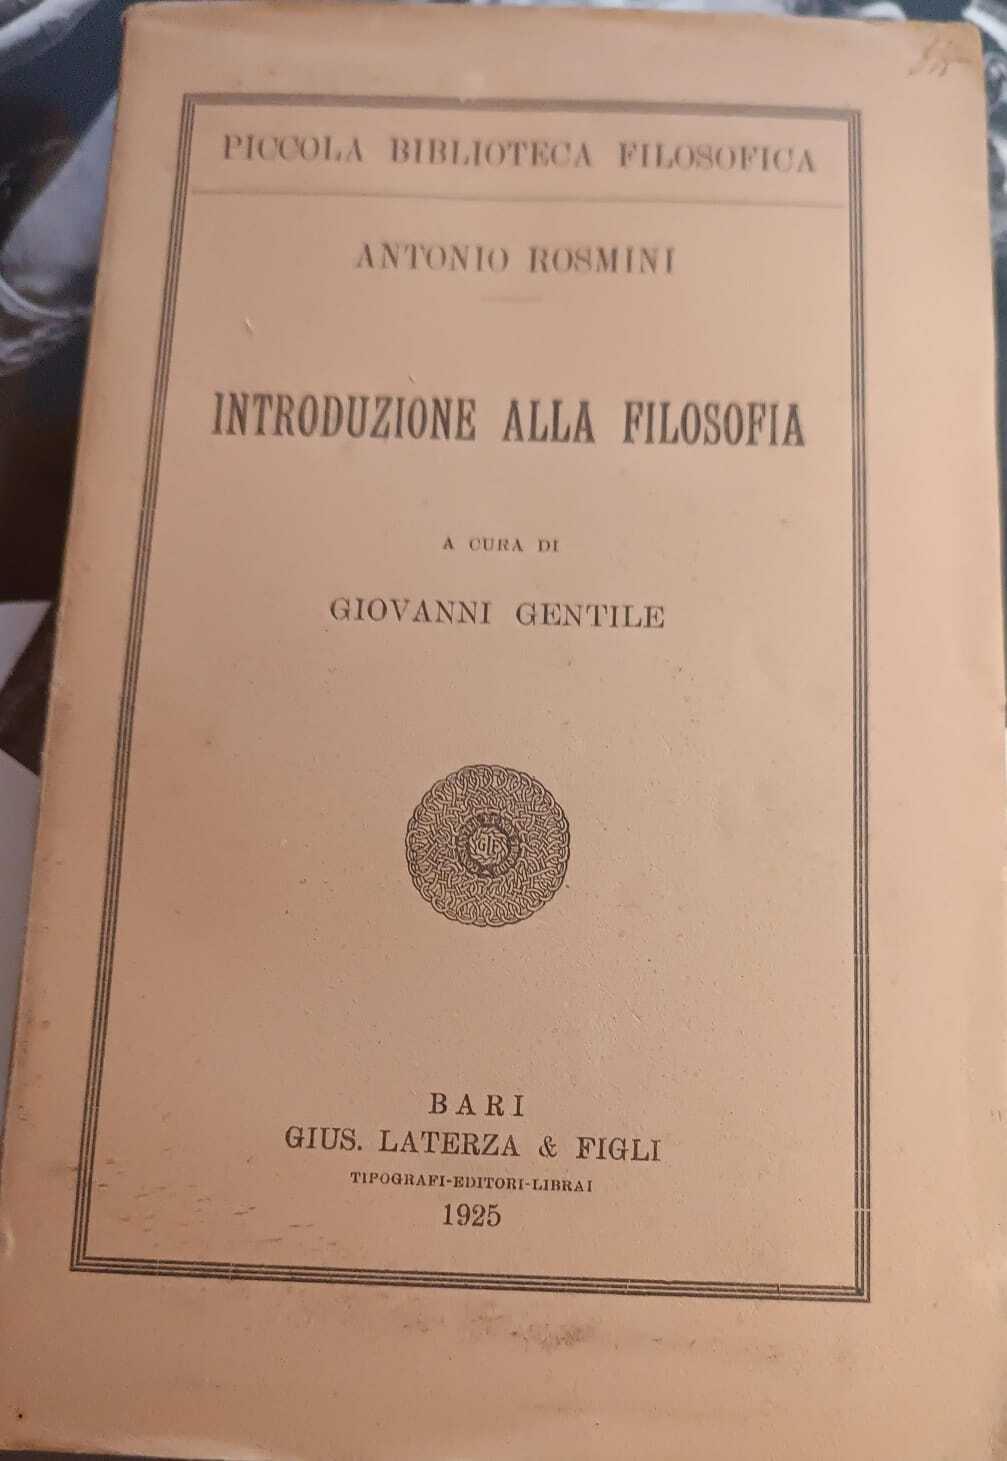 PICCOLA BIBLIOTECA FILOSOFICA
ANTONIO ROSMINI
INTRODUZIONE ALLA FILOSOFIA
A CURA DI
GIOVANNI GENTILE
BARI
GIUS. LATERZA & FIGLI
TIPOGRAFI-EDITORI-LIBRAI
1925